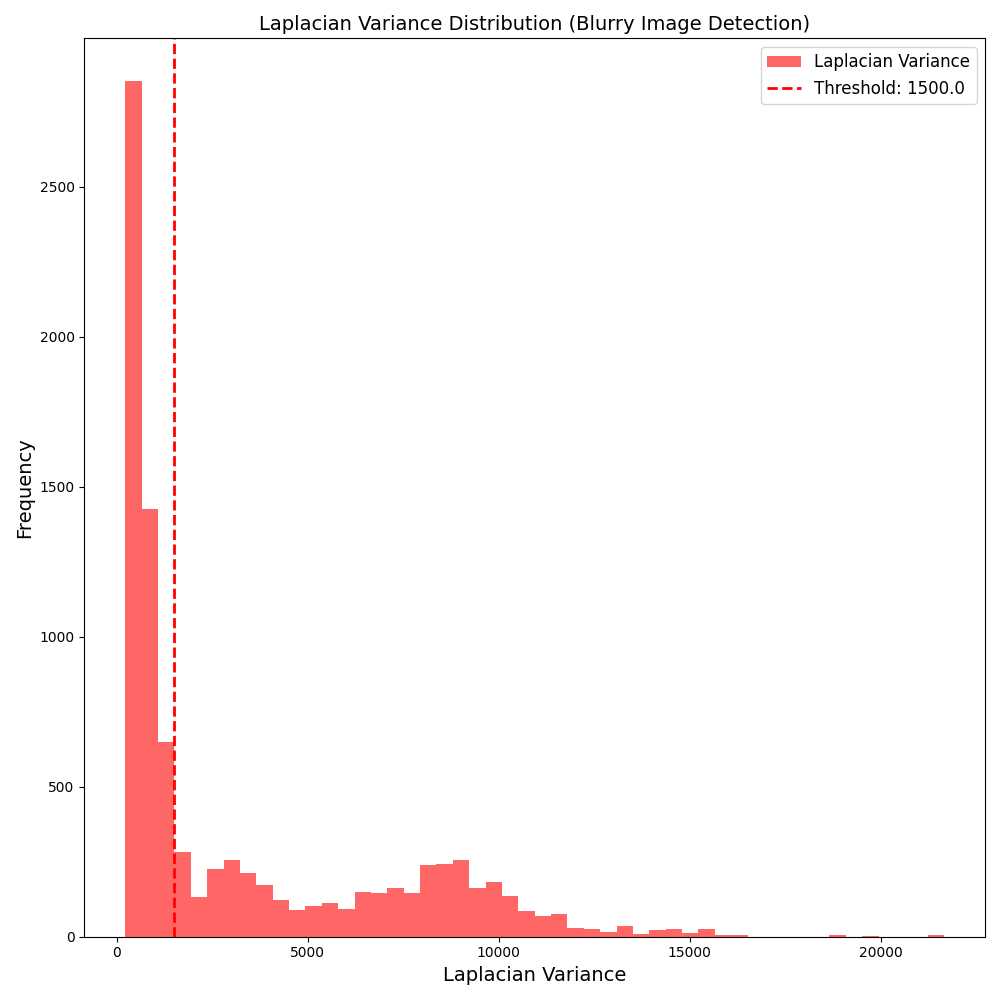 Laplacian Variance Distribution (Blurry Image Detection)
Laplacian Variance
Threshold: 1500.0
Frequency
2500
2000
1500
1000
500
0
0 5000 10000 15000 20000
Laplacian Variance